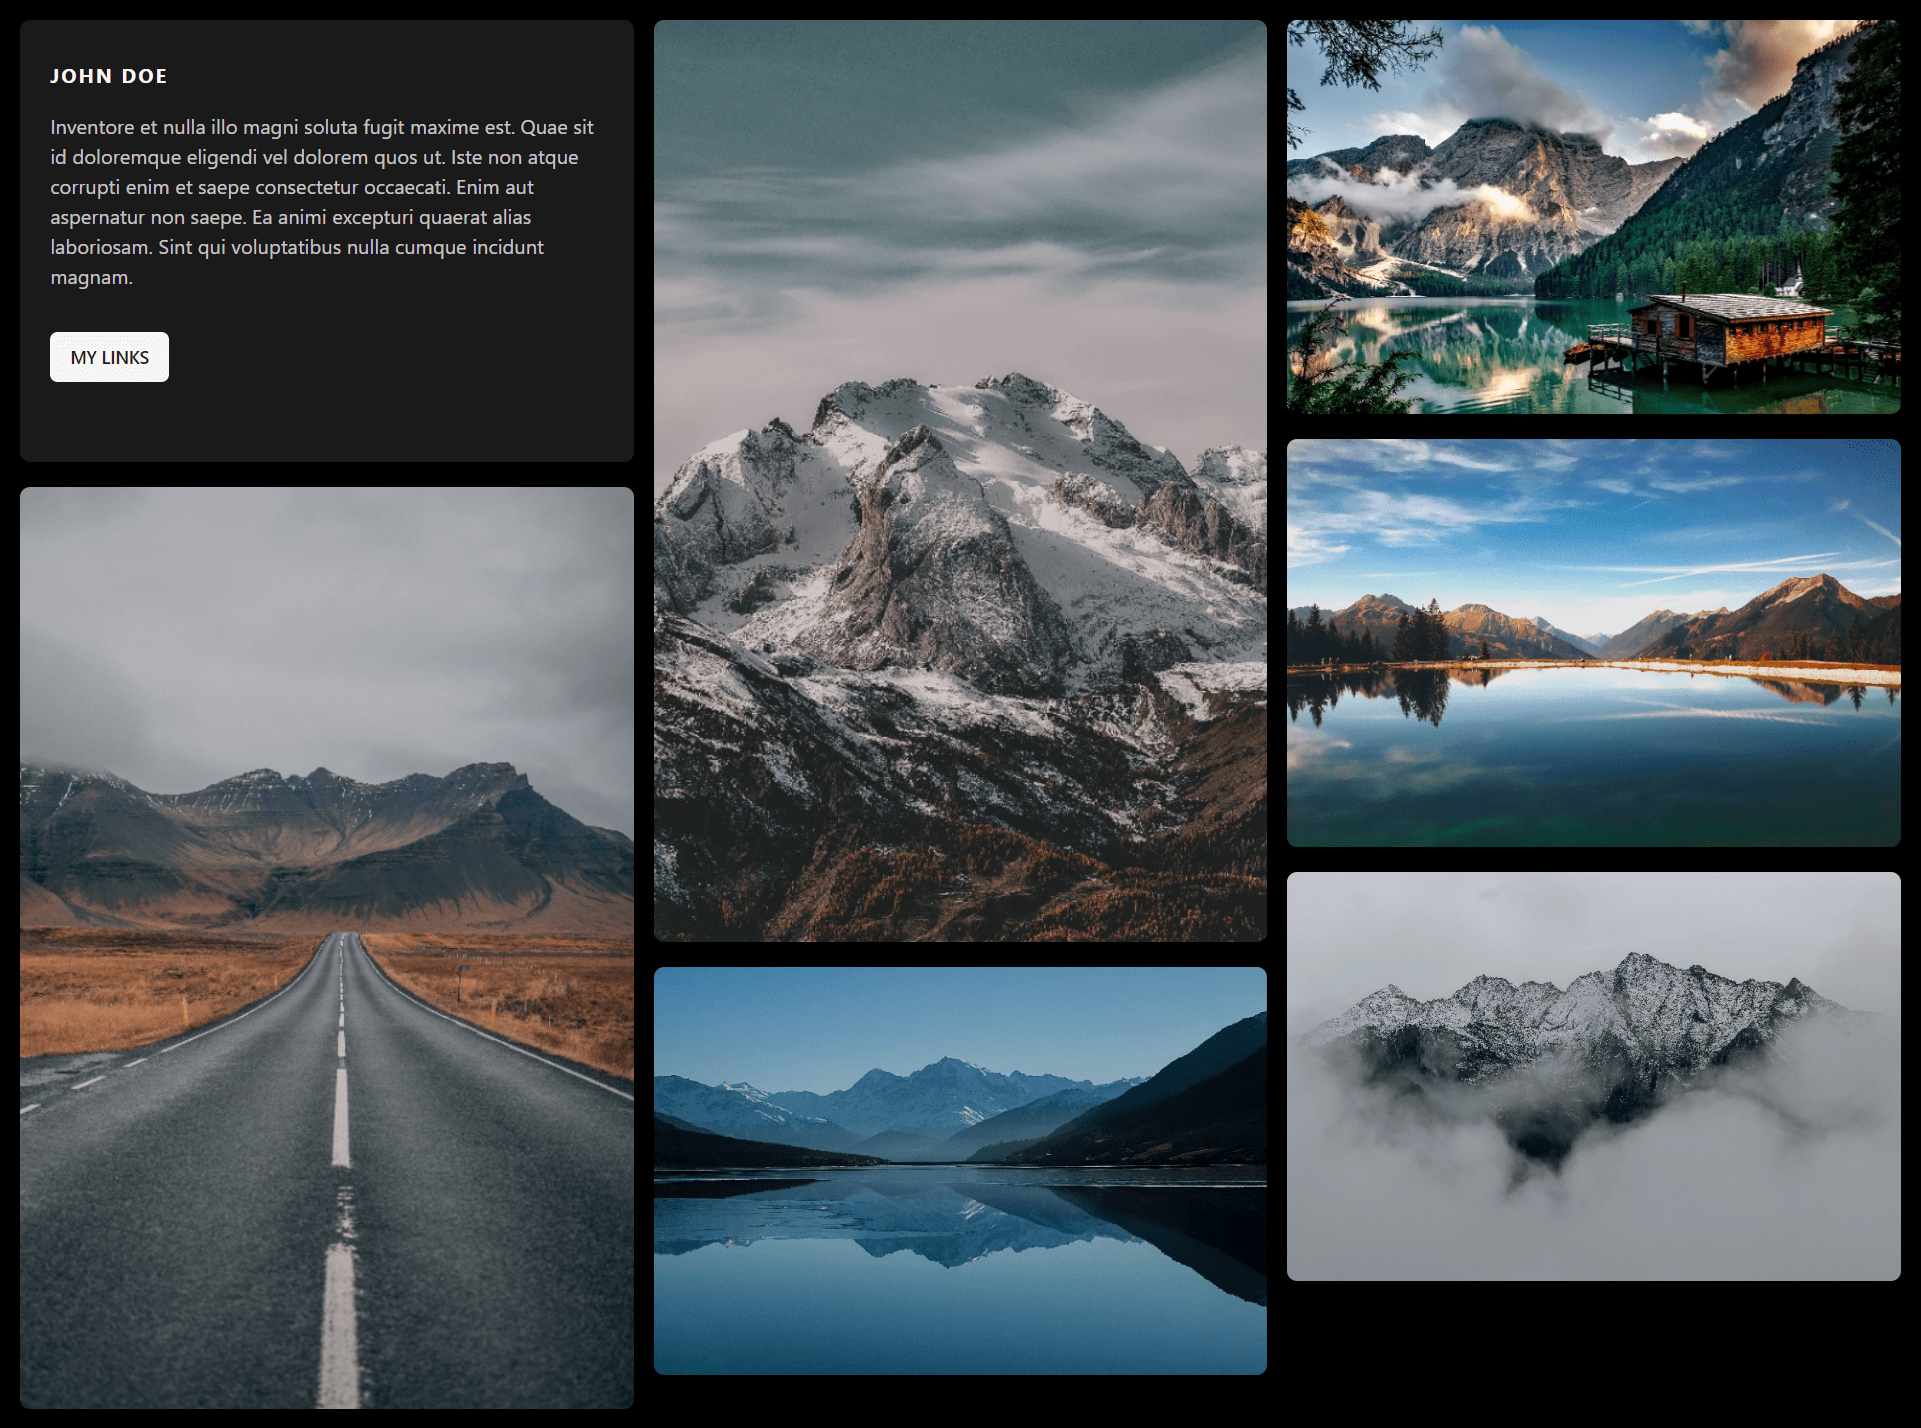 JOHN DOE
Inventore et nulla illo magni soluta fugit maxime est. Quae sit
id doloremque eligendi vel dolorem quos ut. Iste non atque
corrupti enim et saepe consectetur occaecati. Enim aut
aspernatur non saepe. Ea animi excepturi quaerat alias
laboriosam. Sint qui voluptatibus nulla cumque incidunt
magnam.
MY LINKS